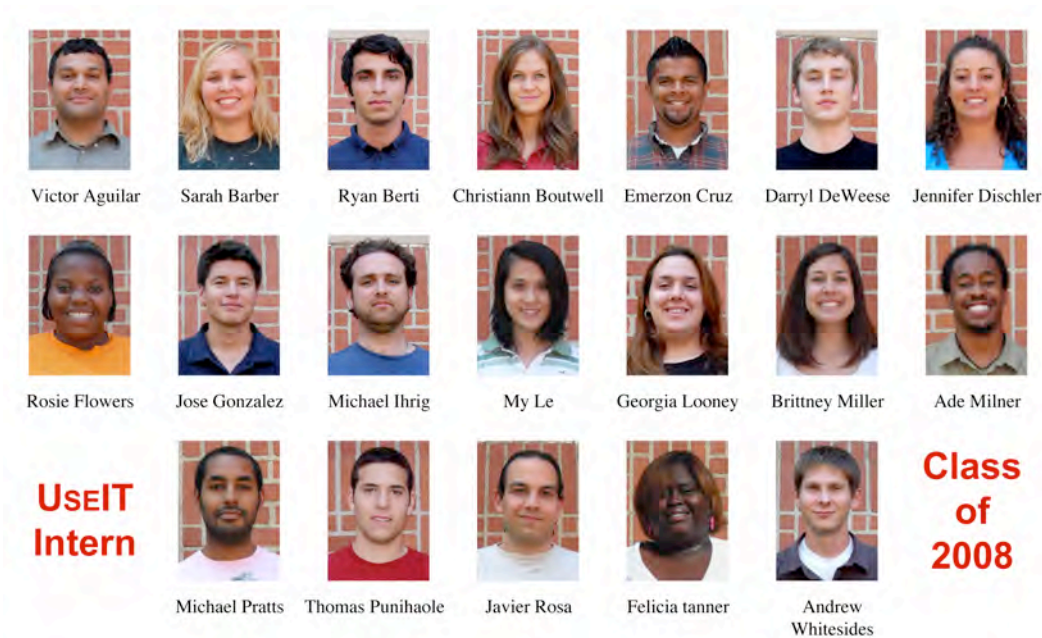 Victor Aguilar
Sarah Barber
Ryan Berti
Christiann Boutwell
Emerzon Cruz
Darryl DeWeese
Jennifer Dischler
Rosie Flowers
Jose Gonzalez
Michael Ihrig
My Le
Georgia Looney
Brittney Miller
Ade Milner
USEIT
Intern
Michael Pratts
Thomas Punihaole
Javier Rosa
Felicia tanner
Andrew
Whitesides
Class
of
2008